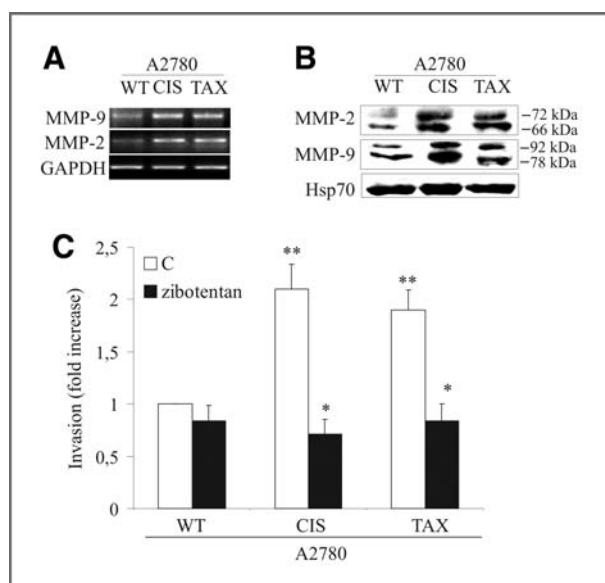 A
A2780
WT CIS TAX
MMP-9
MMP-2
GAPDH
B
A2780
WT CIS TAX
MMP-2
–72 kDa
–66 kDa
MMP-9
–92 kDa
–78 kDa
Hsp70
C
Invasion (fold increase)
2,5
2
1,5
1
0,5
0
C
zibotentan
**
*
**
*
WT CIS TAX
A2780